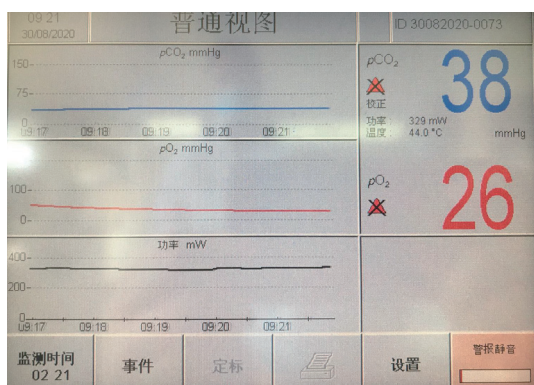 09 21
30/08/2020
普通视图
ID 30082020-0073
pCO₂ mmHg
150-
75-
0
09:17 09:18 09:19 09:20 09:21
pO₂ mmHg
100-
0-
功率 mW
400-
200-
0
09:17 09:18 09:19 09:20 09:21
pCO₂
38
校正
功率 329 mW
温度 44.0 °C
mmHg
pO₂
26
监测时间
02 21
事件
定标
设置
警报静音